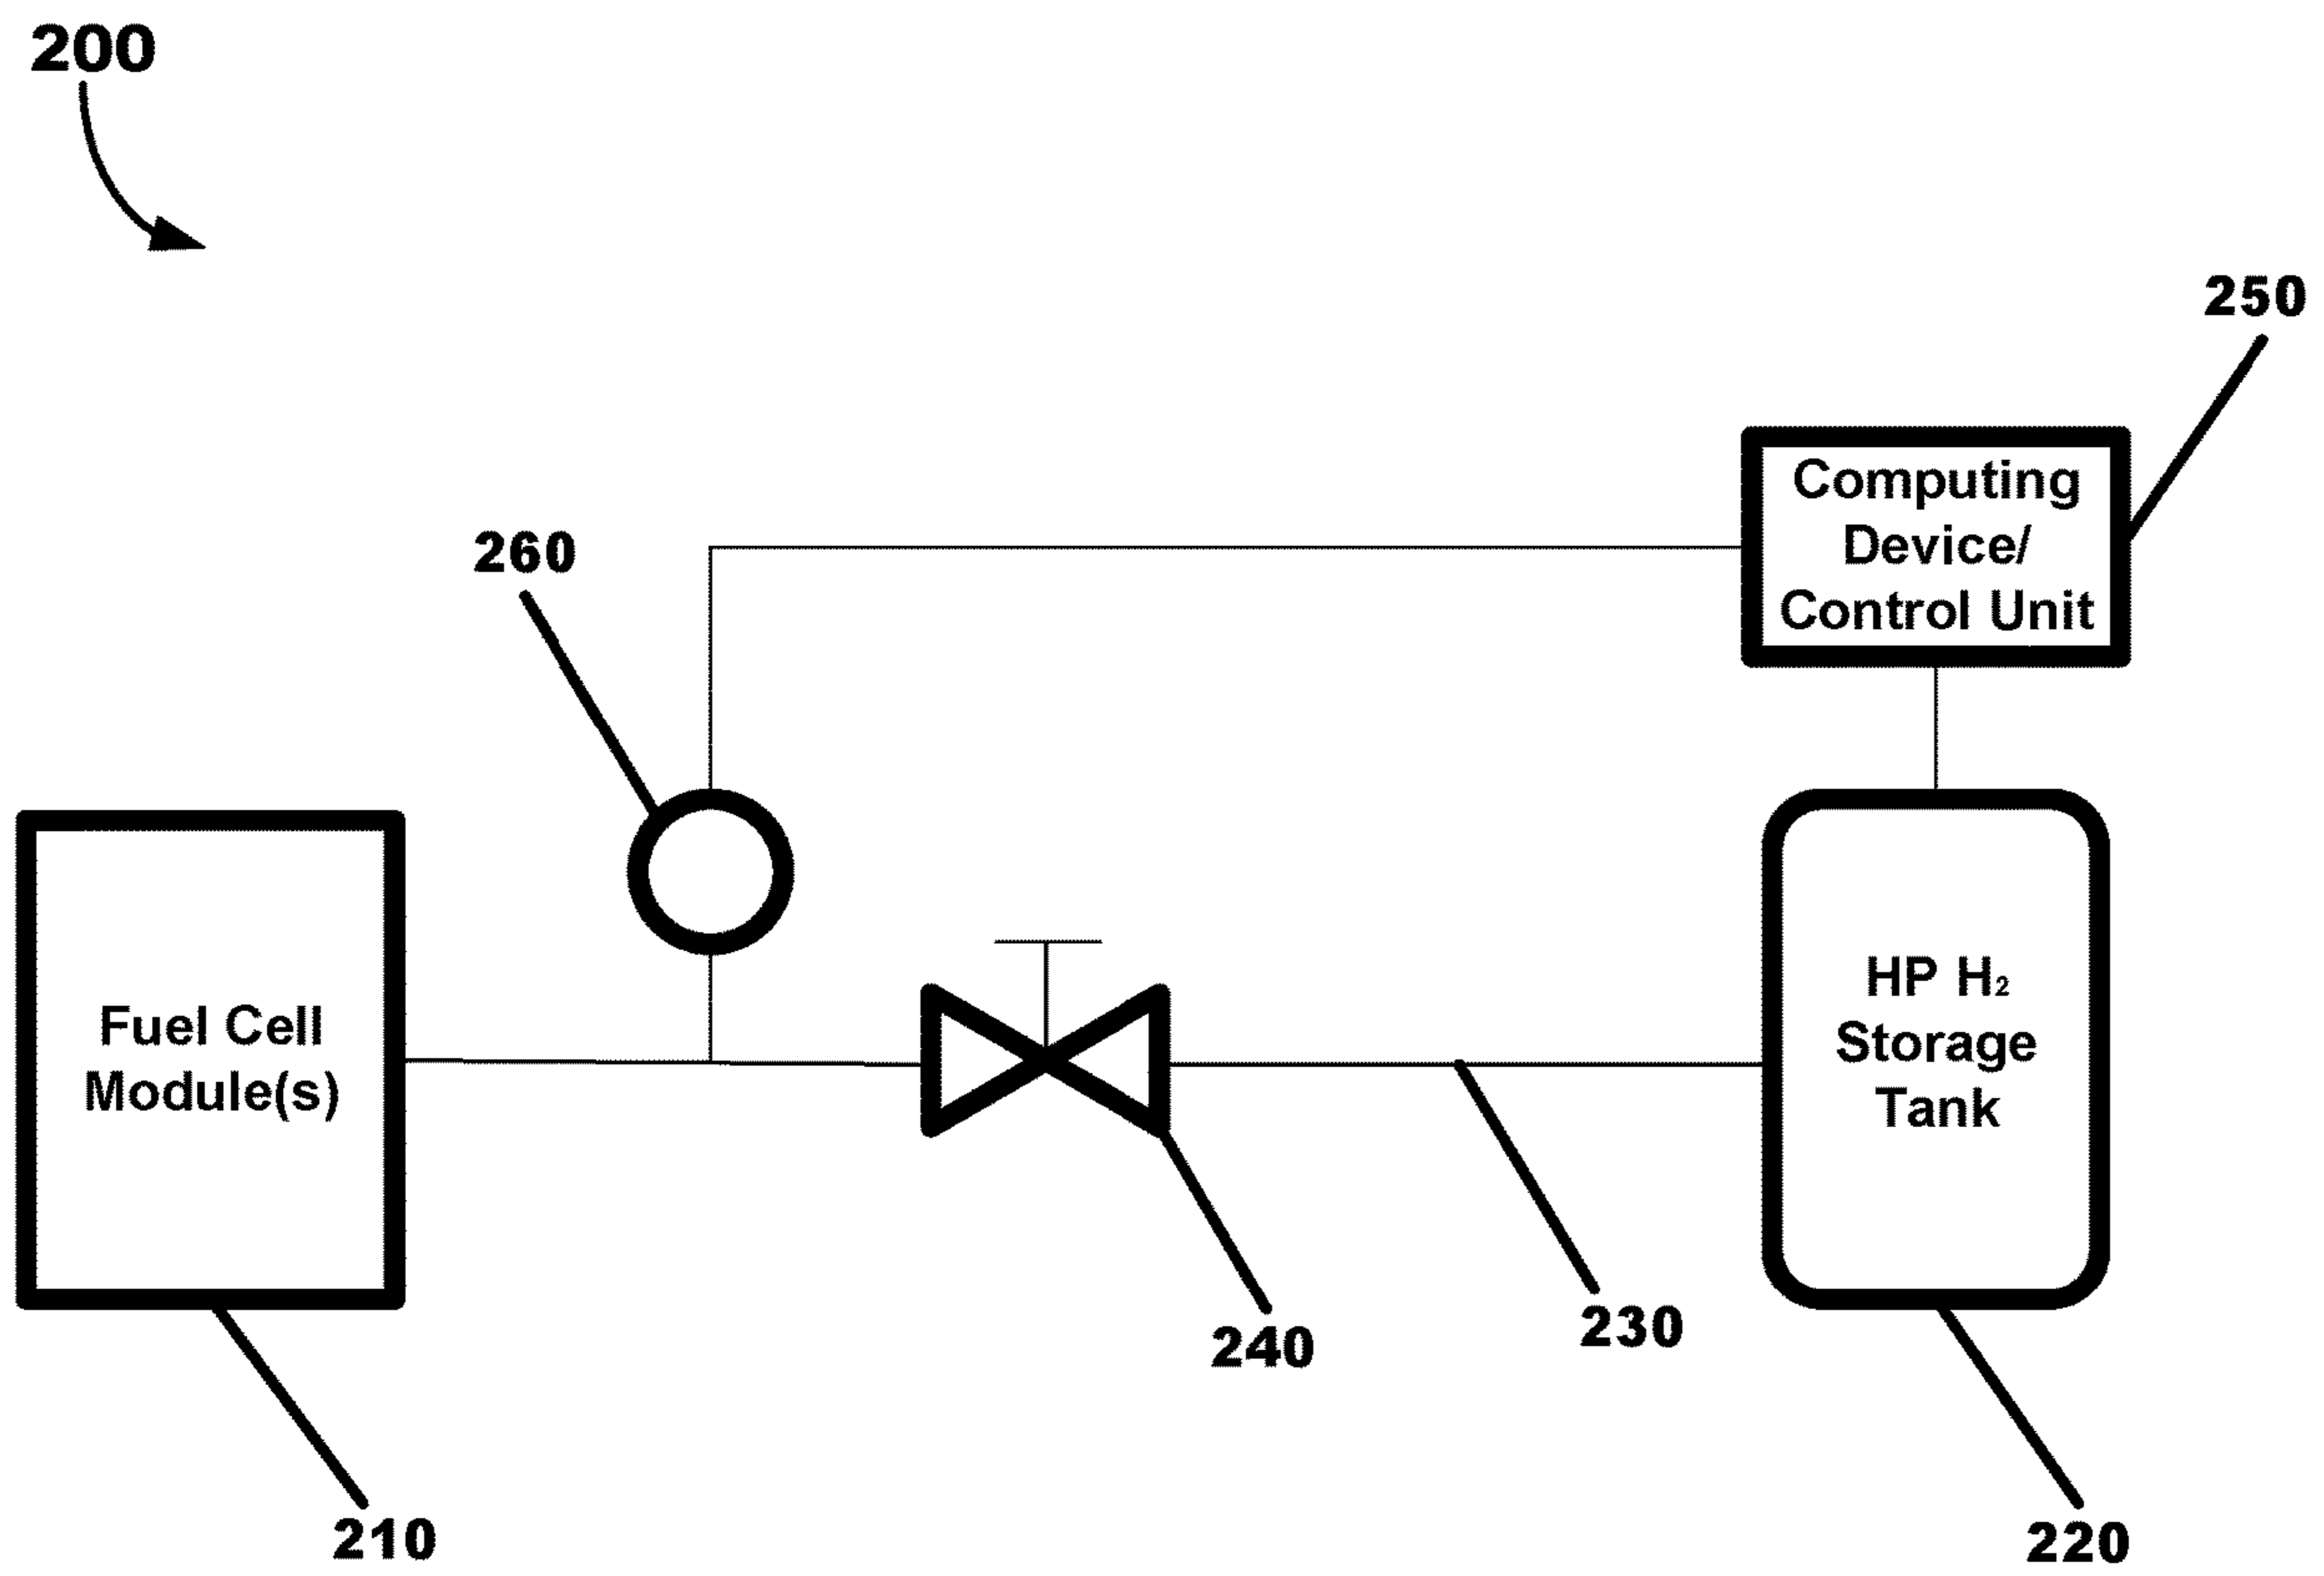 200
250
Computing
Device/
Control Unit
260
Fuel Cell
Module(s)
HP H₂
Storage
Tank
240
230
210
220